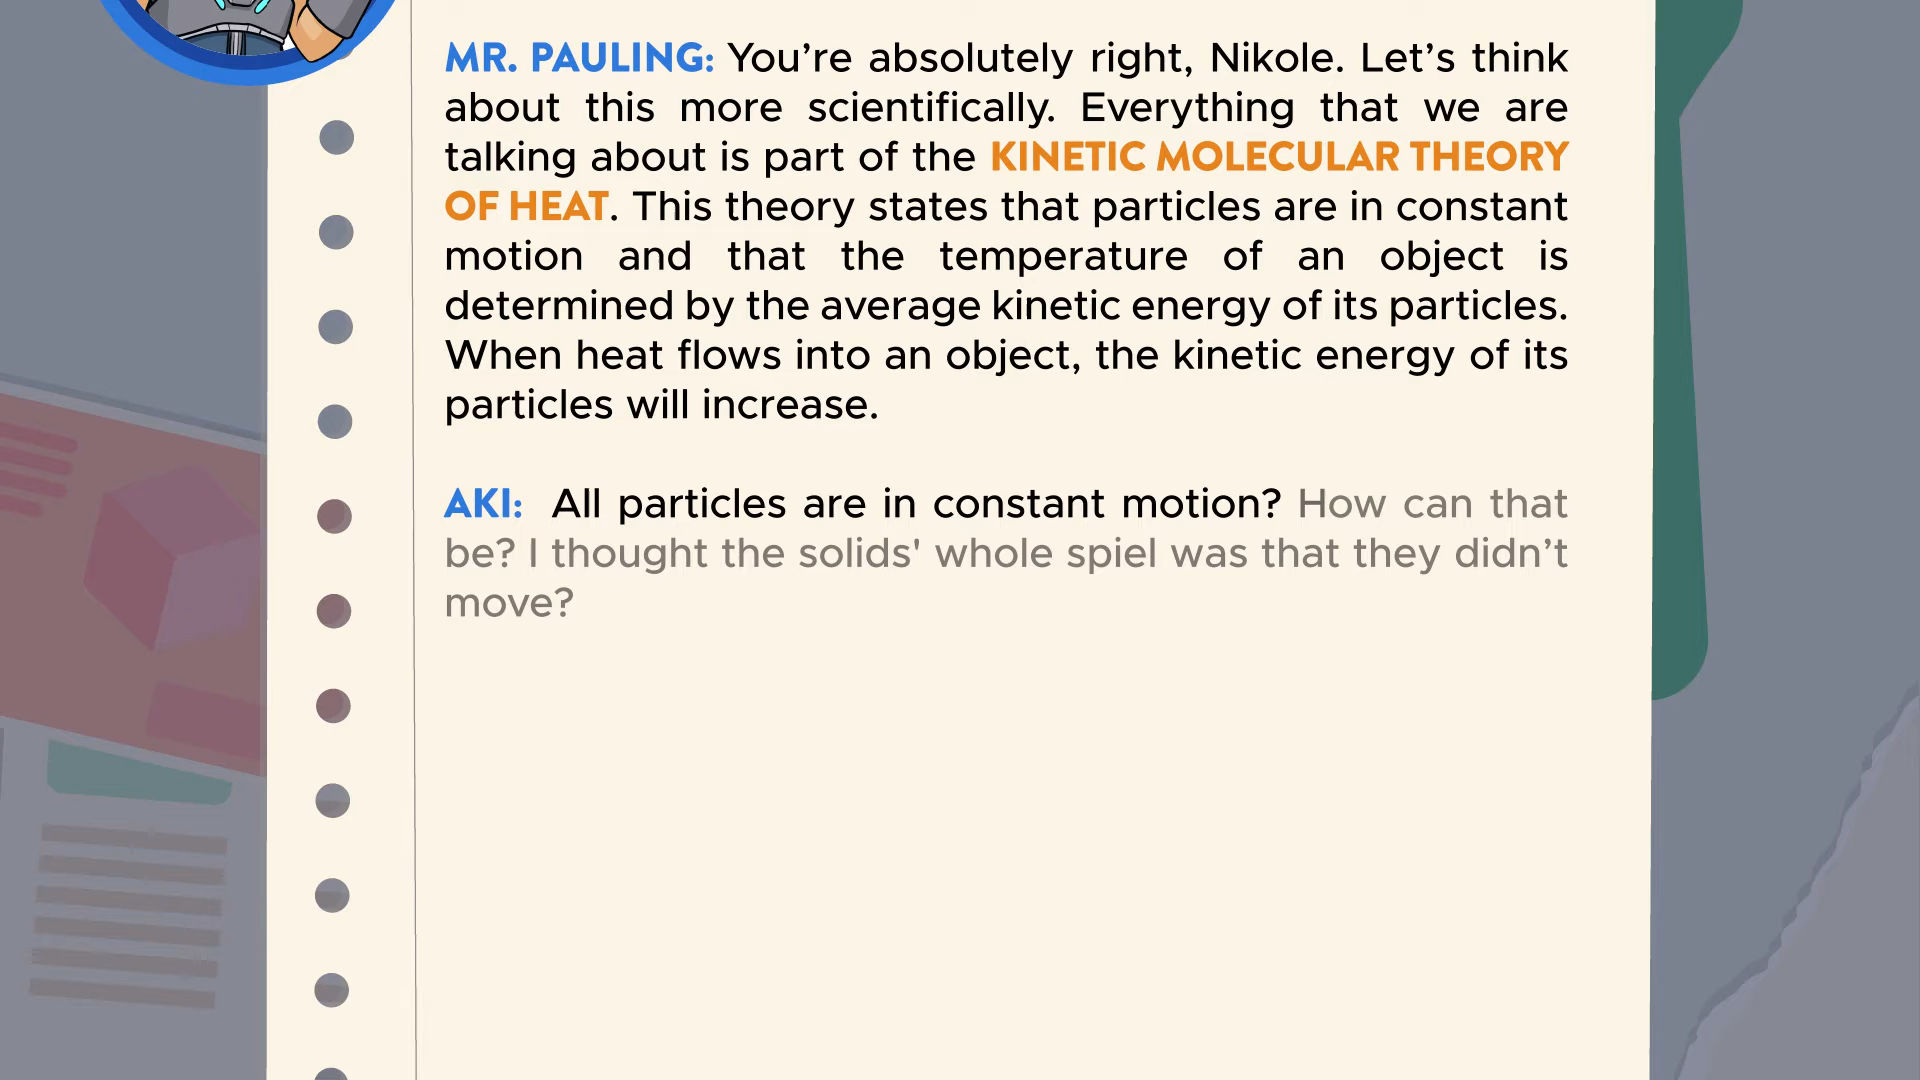 MR. PAULING: You’re absolutely right, Nikole. Let’s think
about this more scientifically. Everything that we are
talking about is part of the KINETIC MOLECULAR THEORY
OF HEAT. This theory states that particles are in constant
motion and that the temperature of an object is
determined by the average kinetic energy of its particles.
When heat flows into an object, the kinetic energy of its
particles will increase.
AKI: All particles are in constant motion? How can that
be? I thought the solids' whole spiel was that they didn’t
move?